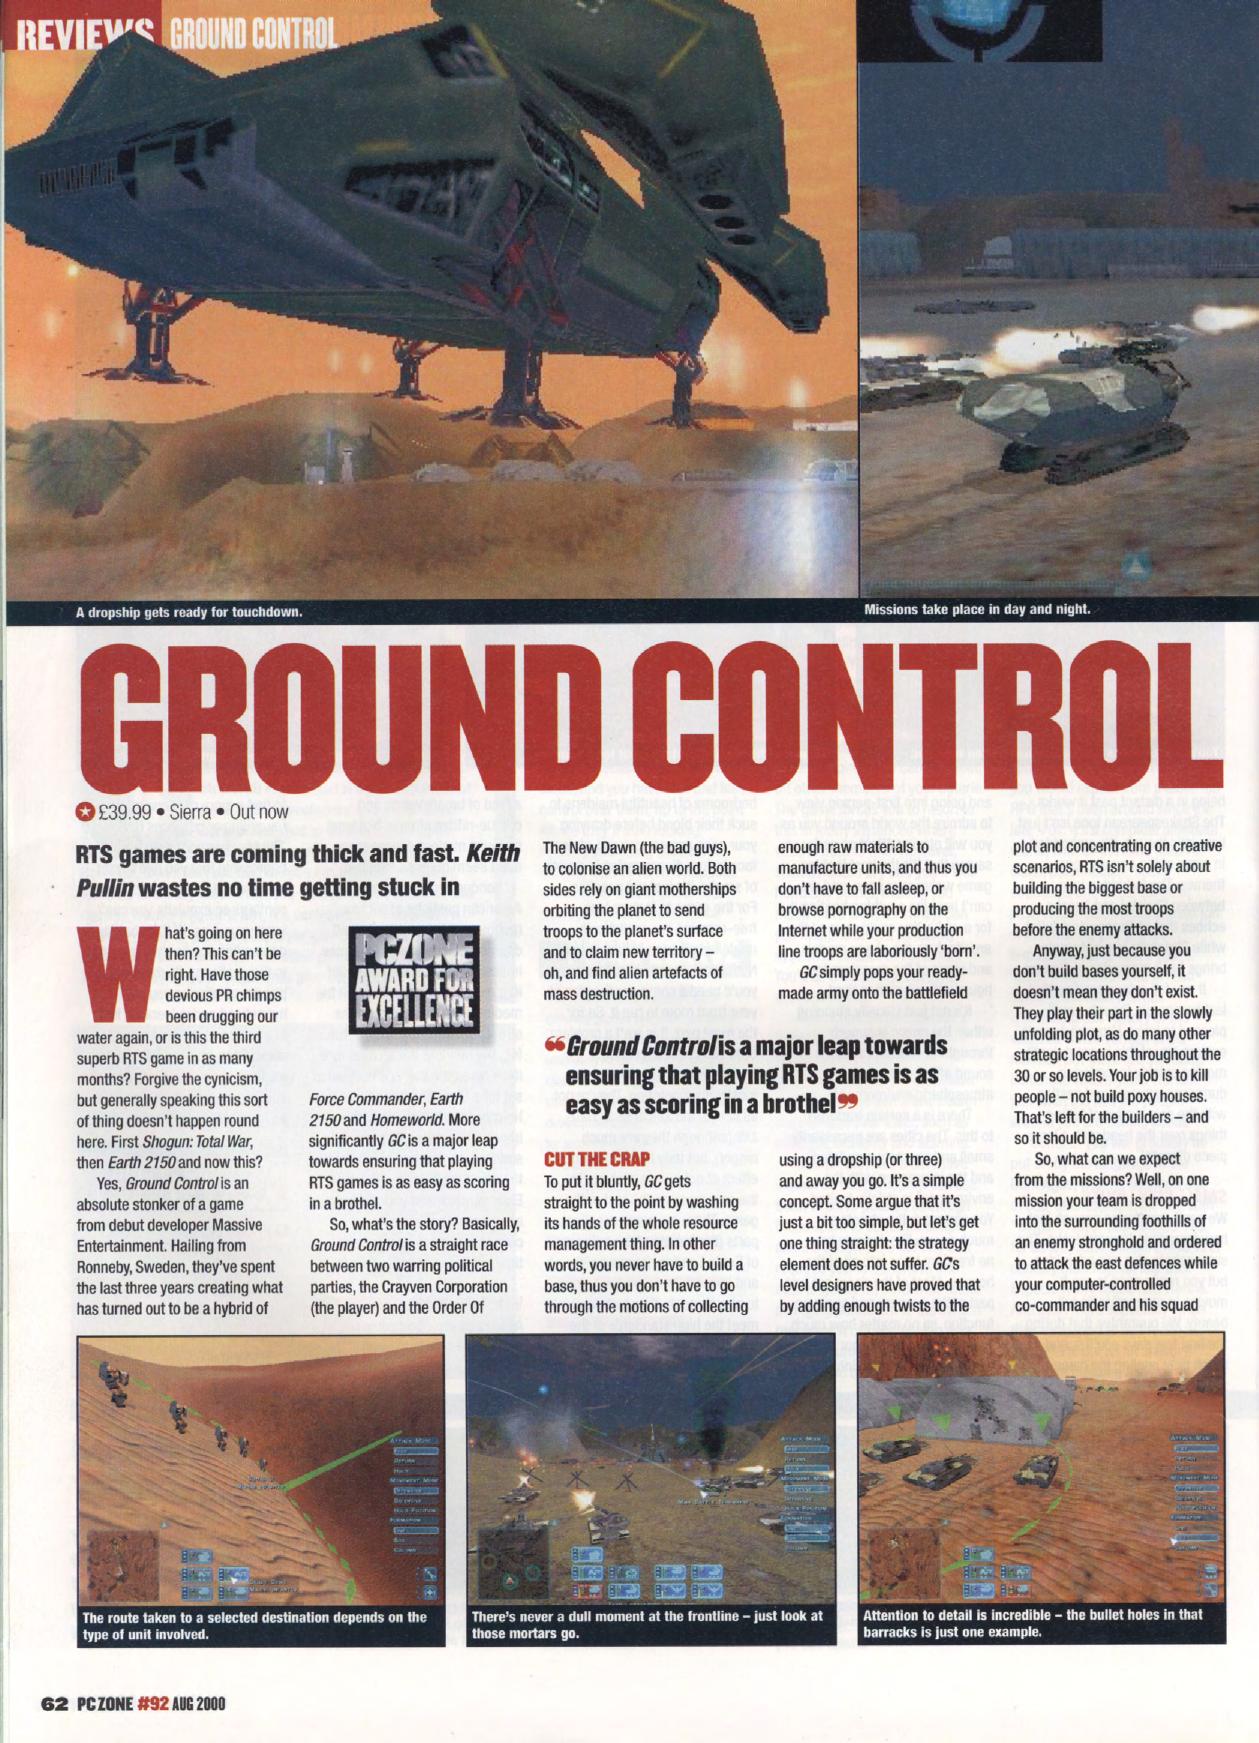 REVIEWS GROUND CONTROL
A dropship gets ready for touchdown.
Missions take place in day and night.
GROUND CONTROL
£39.99 • Sierra • Out now
RTS games are coming thick and fast. Keith
Pullin wastes no time getting stuck in
What's going on here
then? This can't be
right. Have those
devious PR chimps
been drugging our
water again, or is this the third
superb RTS game in as many
months? Forgive the cynicism,
but generally speaking this sort
of thing doesn't happen round
here. First Shogun: Total War,
then Earth 2150 and now this?
Yes, Ground Control is an
absolute stonker of a game
from debut developer Massive
Entertainment. Hailing from
Ronneby, Sweden, they've spent
the last three years creating what
has turned out to be a hybrid of
PCZONE
AWARD FOR
EXCELLENCE
Force Commander, Earth
2150 and Homeworld. More
significantly GC is a major leap
towards ensuring that playing
RTS games is as easy as scoring
in a brothel.
So, what's the story? Basically,
Ground Control is a straight race
between two warring political
parties, the Crayven Corporation
(the player) and the Order Of
The New Dawn (the bad guys),
to colonise an alien world. Both
sides rely on giant motherships
orbiting the planet to send
troops to the planet's surface
and to claim new territory –
oh, and find alien artefacts of
mass destruction.
❝Ground Control is a major leap towards
ensuring that playing RTS games is as
easy as scoring in a brothel❞
CUT THE CRAP
To put it bluntly, GC gets
straight to the point by washing
its hands of the whole resource
management thing. In other
words, you never have to build a
base, thus you don't have to go
through the motions of collecting
enough raw materials to
manufacture units, and thus you
don't have to fall asleep, or
browse pornography on the
Internet while your production
line troops are laboriously 'born'.
GC simply pops your ready-
made army onto the battlefield
using a dropship (or three)
and away you go. It's a simple
concept. Some argue that it's
just a bit too simple, but let's get
one thing straight: the strategy
element does not suffer. GC's
level designers have proved that
by adding enough twists to the
plot and concentrating on creative
scenarios, RTS isn't solely about
building the biggest base or
producing the most troops
before the enemy attacks.
Anyway, just because you
don't build bases yourself, it
doesn't mean they don't exist.
They play their part in the slowly
unfolding plot, as do many other
strategic locations throughout the
30 or so levels. Your job is to kill
people – not build poxy houses.
That's left for the builders – and
so it should be.
So, what can we expect
from the missions? Well, on one
mission your team is dropped
into the surrounding foothills of
an enemy stronghold and ordered
to attack the east defences while
your computer-controlled
co-commander and his squad
The route taken to a selected destination depends on the
type of unit involved.
There's never a dull moment at the frontline – just look at
those mortars go.
Attention to detail is incredible – the bullet holes in that
barracks is just one example.
62 PC ZONE #92 AUG 2000